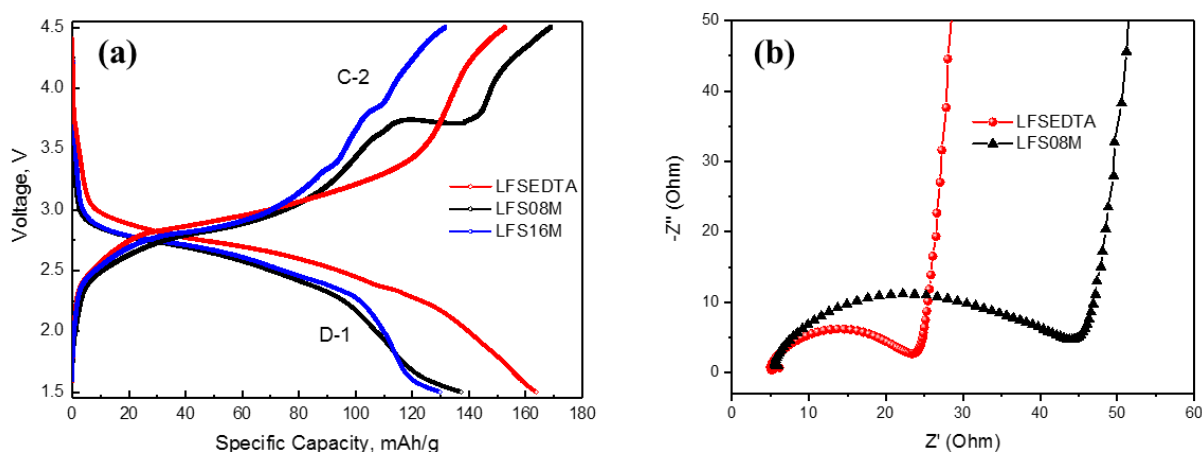 (a)
4.5
4.0
3.5
3.0
2.5
2.0
1.5
Voltage, V
C-2
D-1
LFSEDTA
LFS08M
LFS16M
0
20
40
60
80
100
120
140
160
180
Specific Capacity, mAh/g
(b)
50
40
30
20
10
0
-Z'' (Ohm)
LFSEDTA
LFS08M
0
10
20
30
40
50
60
Z' (Ohm)